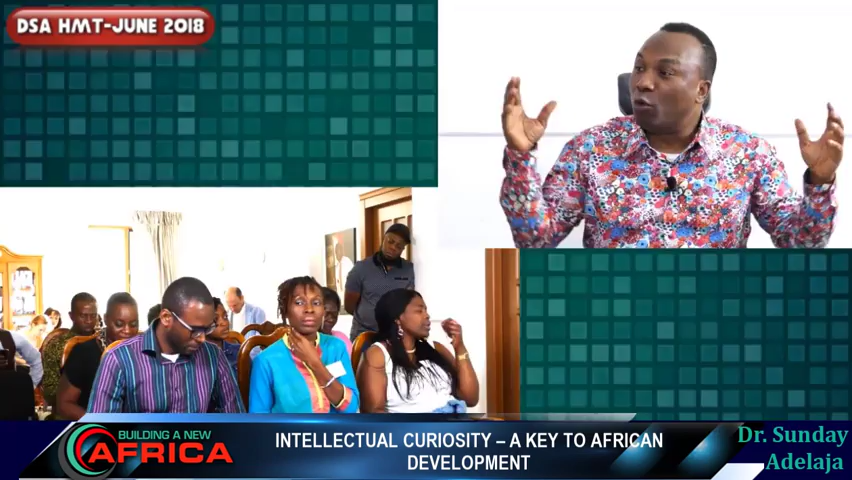 DSA HMT-JUNE 2018
BUILDING A NEW
AFRICA
INTELLECTUAL CURIOSITY – A KEY TO AFRICAN
DEVELOPMENT
Dr. Sunday
Adelaja